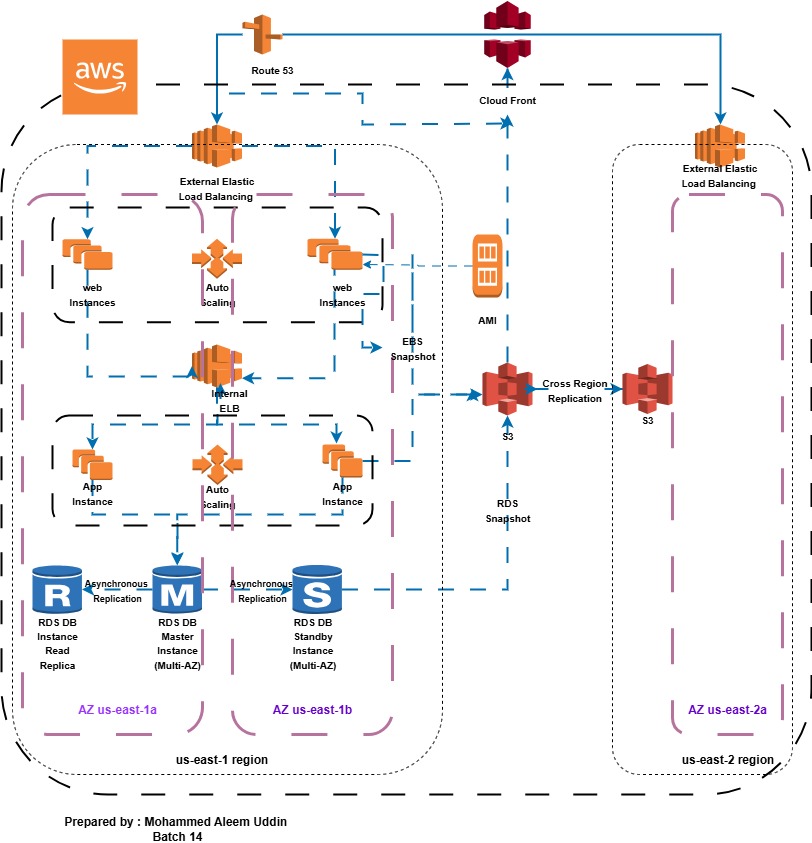 aws
Route 53
Cloud Front
External Elastic
Load Balancing
External Elastic
Load Balancing
web
Instances
Auto
Scaling
web
Instances
AMI
EBS
Snapshot
Internal
ELB
Cross Region
Replication
S3
S3
App
Instance
Auto
Scaling
App
Instance
RDS
Snapshot
Asynchronous
Replication
Asynchronous
Replication
R
M
S
RDS DB
Instance
Read
Replica
RDS DB
Master
Instance
(Multi-AZ)
RDS DB
Standby
Instance
(Multi-AZ)
AZ us-east-1a
AZ us-east-1b
AZ us-east-2a
us-east-1 region
us-east-2 region
Prepared by : Mohammed Aleem Uddin
Batch 14